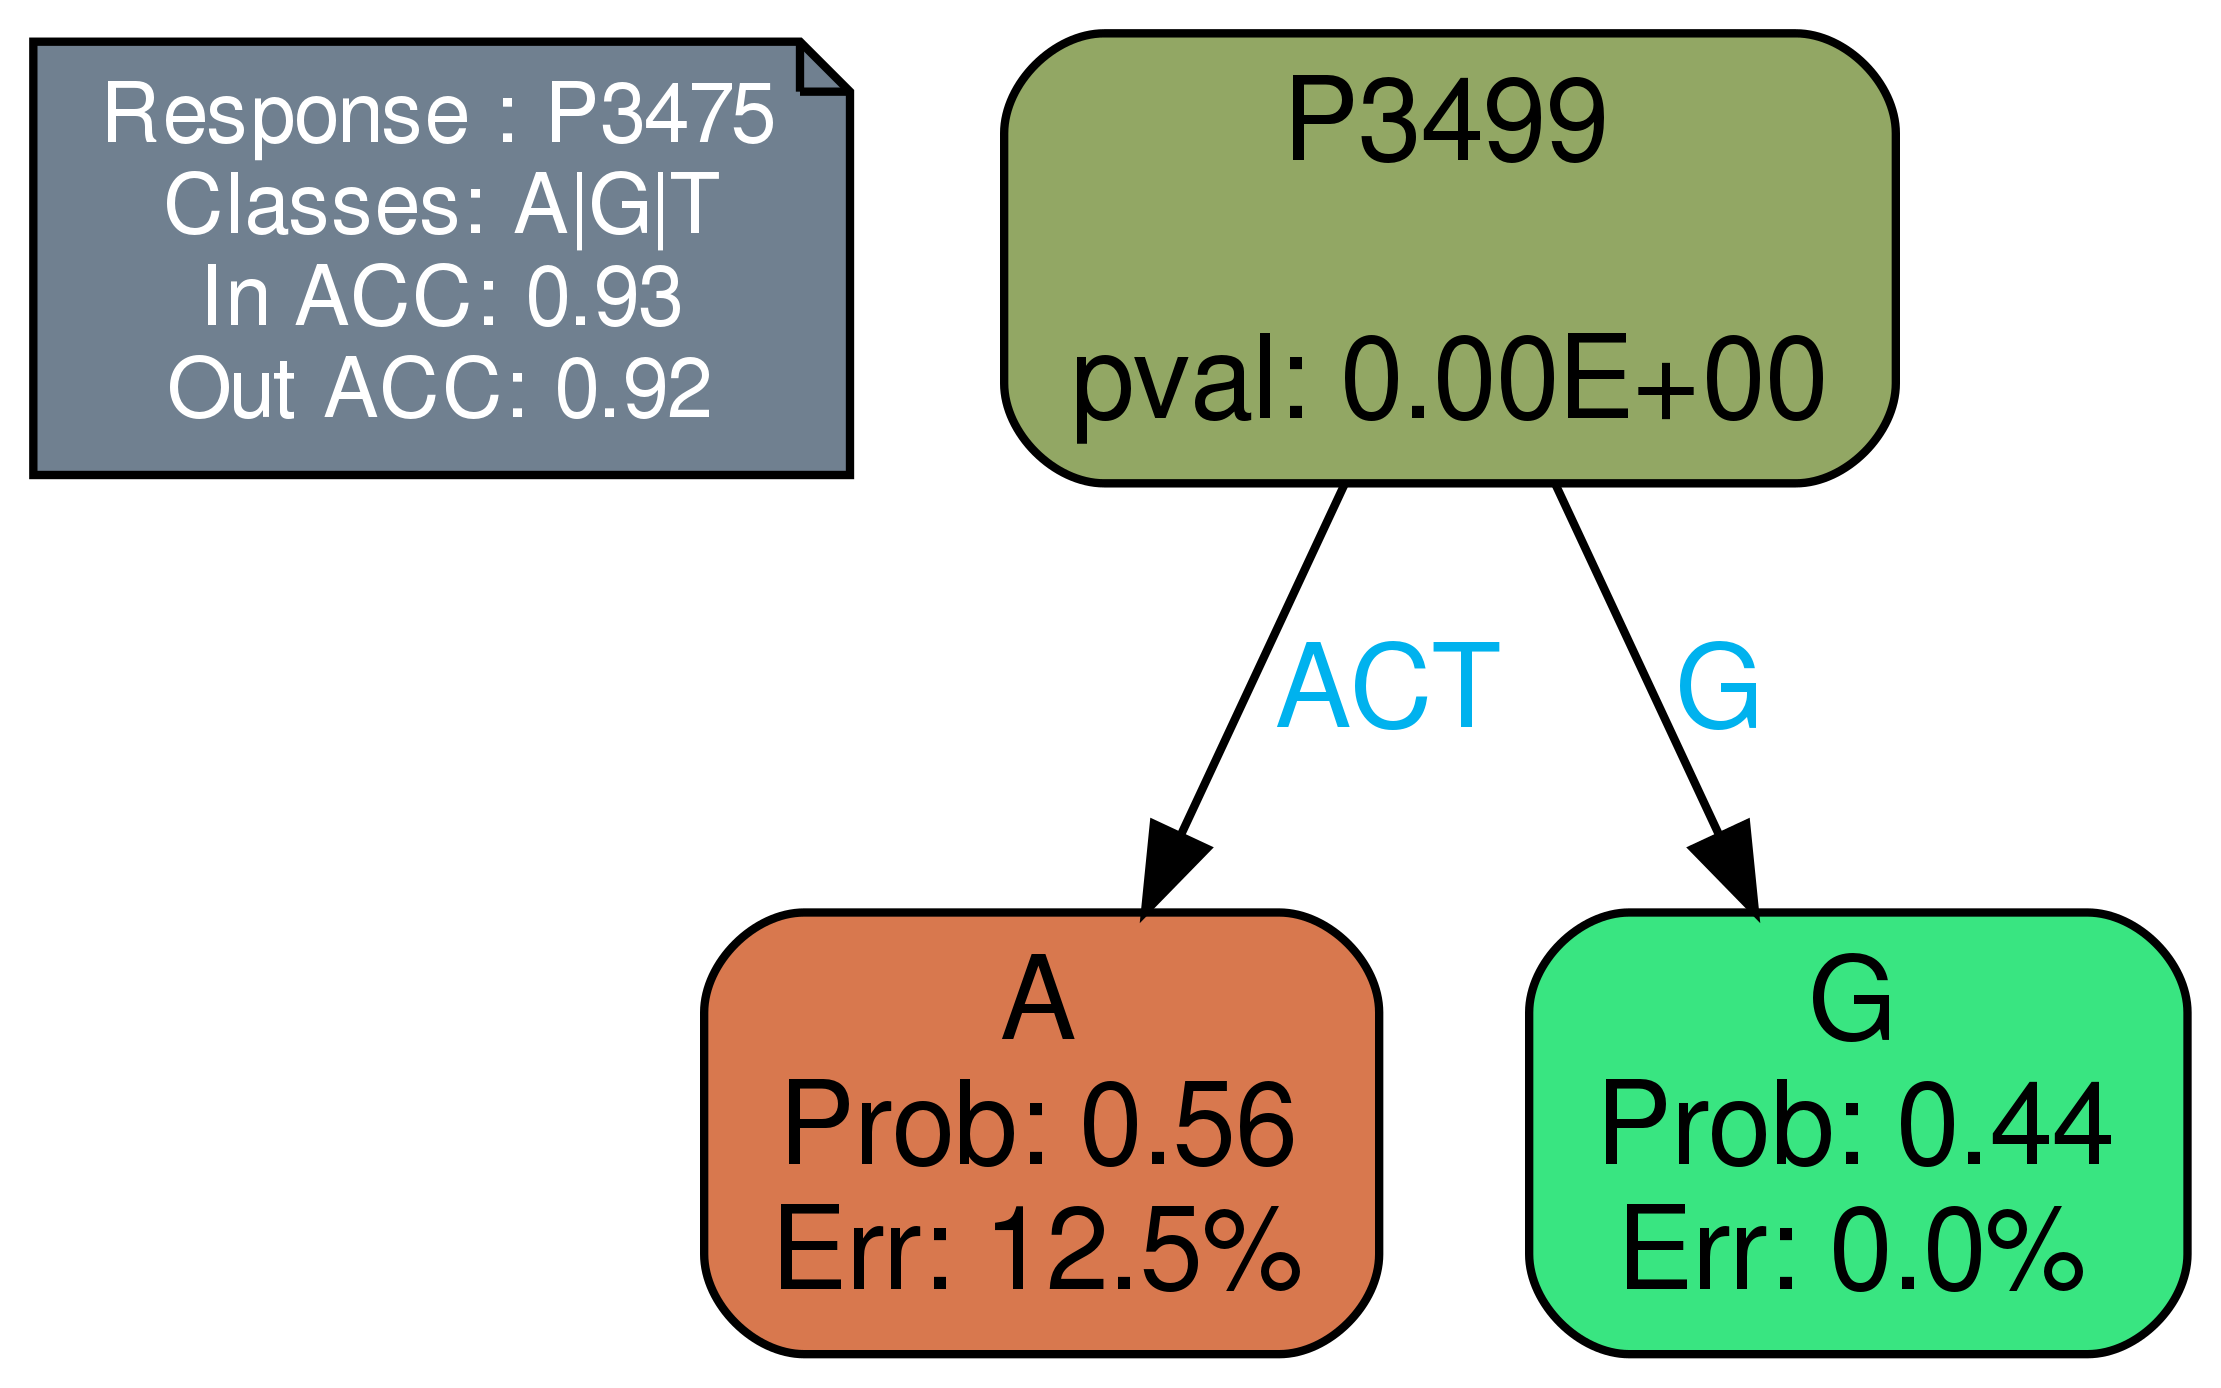 Response : P3475
Classes: A|G|T
In ACC: 0.93
Out ACC: 0.92
P3499
pval: 0.00E+00
ACT
G
A
Prob: 0.56
Err: 12.5%
G
Prob: 0.44
Err: 0.0%